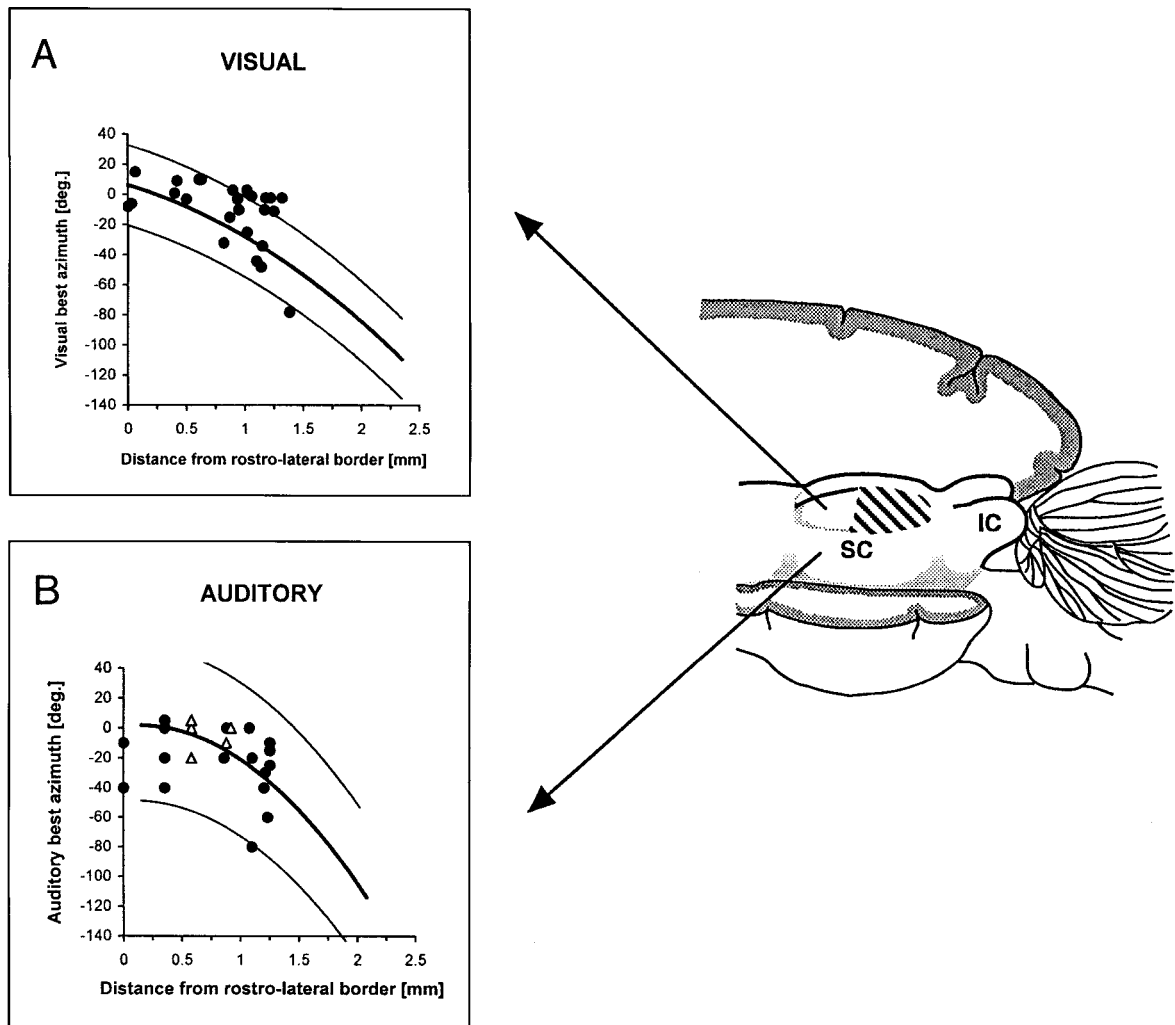 A
VISUAL
Visual best azimuth [deg.]
40
20
0
-20
-40
-60
-80
-100
-120
-140
0 0.5 1 1.5 2 2.5
Distance from rostro-lateral border [mm]
B
AUDITORY
Auditory best azimuth [deg.]
40
20
0
-20
-40
-60
-80
-100
-120
-140
0 0.5 1 1.5 2 2.5
Distance from rostro-lateral border [mm]
SC
IC